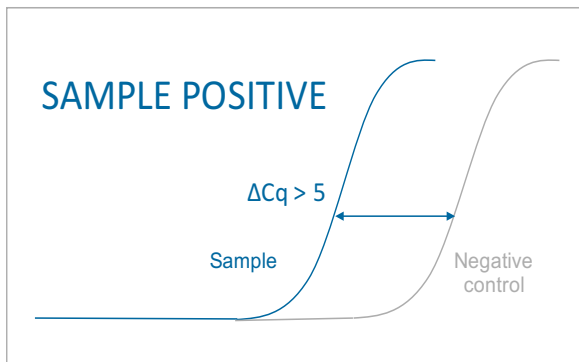 SAMPLE POSITIVE
ΔCq > 5
Sample
Negative
control